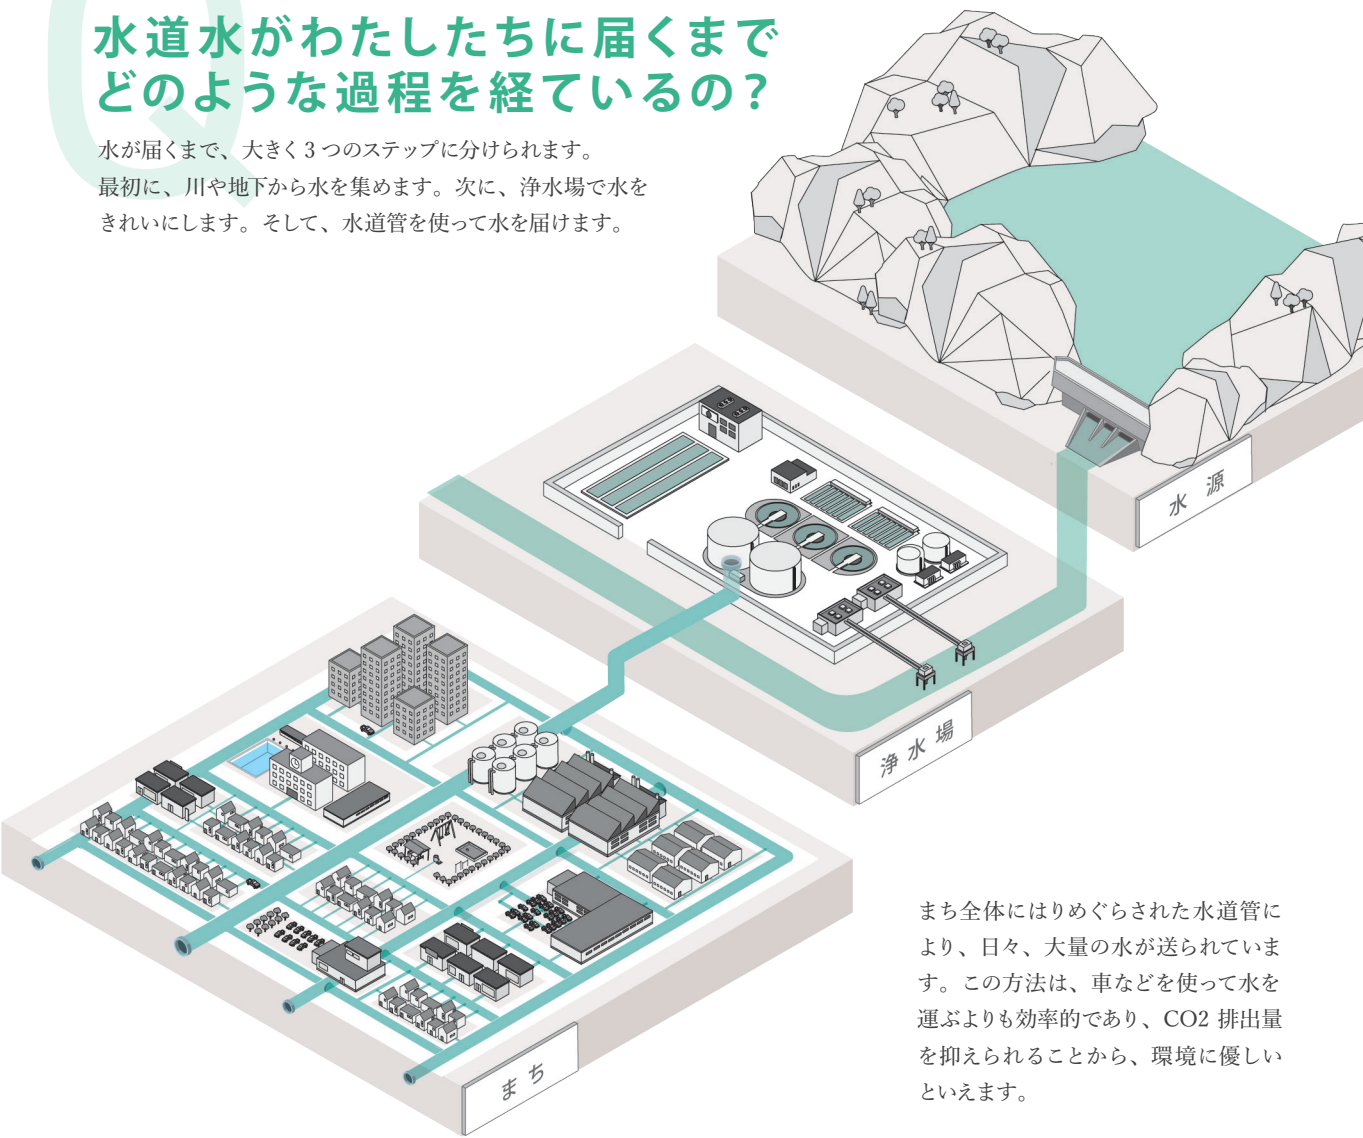 Q
水道水がわたしたちに届くまで
どのような過程を経ているの？
水が届くまで、大きく3つのステップに分けられます。
最初に、川や地下から水を集めます。次に、浄水場で水を
きれいにします。そして、水道管を使って水を届けます。
水源
浄水場
まち
まち全体にはりめぐらされた水道管に
より、日々、大量の水が送られていま
す。この方法は、車などを使って水を
運ぶよりも効率的であり、CO2 排出量
を抑えられることから、環境に優しい
といえます。